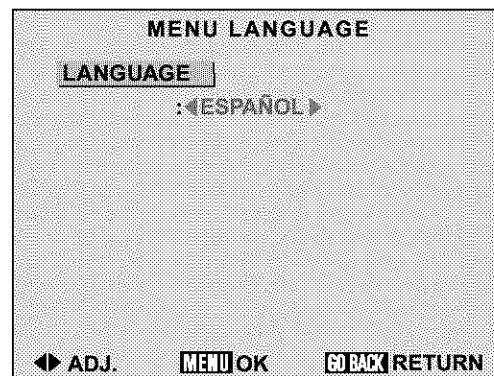 MENU LANGUAGE
LANGUAGE
:◀ESPAÑOL▶
◀▶ ADJ. MENU OK GO BACK RETURN